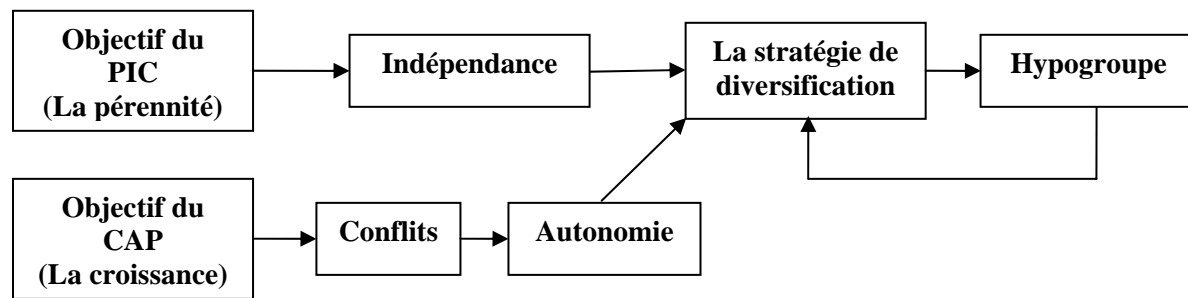 Objectif du
PIC
(La pérennité)
Indépendance
La stratégie de
diversification
Hypogroupe
Objectif du
CAP
(La croissance)
Conflits
Autonomie